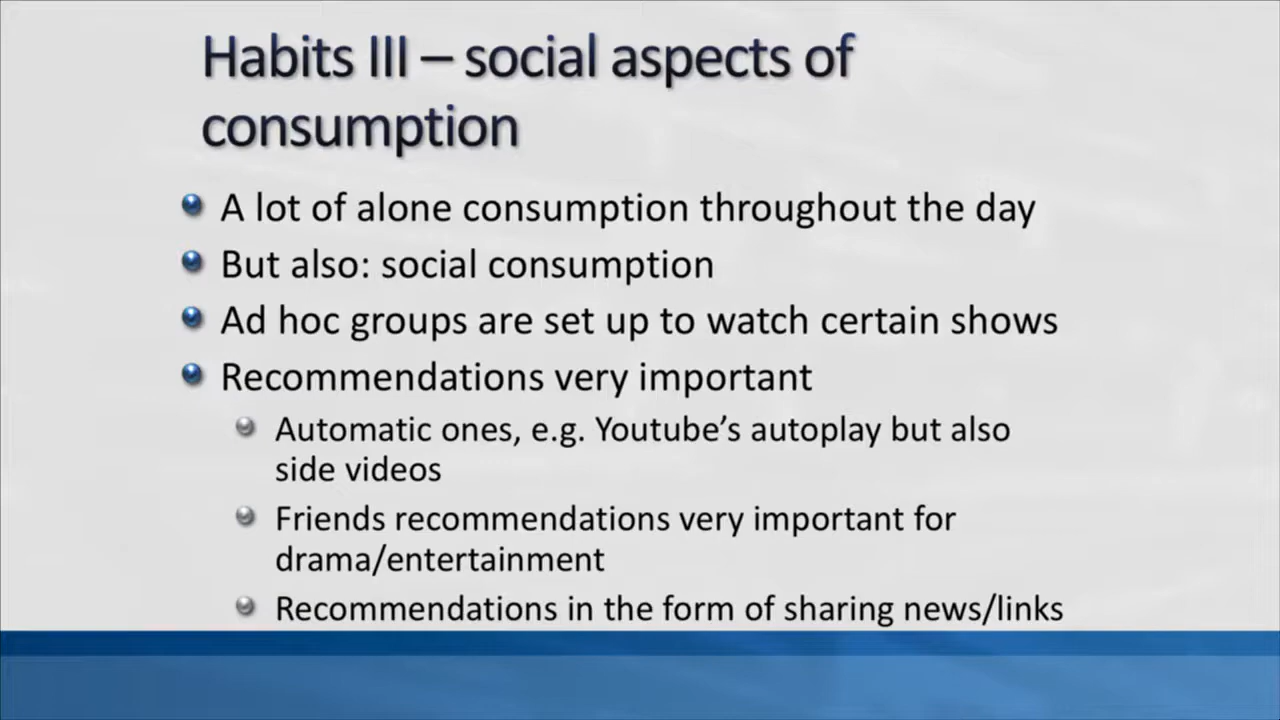 Habits III – social aspects of
consumption
A lot of alone consumption throughout the day
But also: social consumption
Ad hoc groups are set up to watch certain shows
Recommendations very important
Automatic ones, e.g. Youtube’s autoplay but also
side videos
Friends recommendations very important for
drama/entertainment
Recommendations in the form of sharing news/links